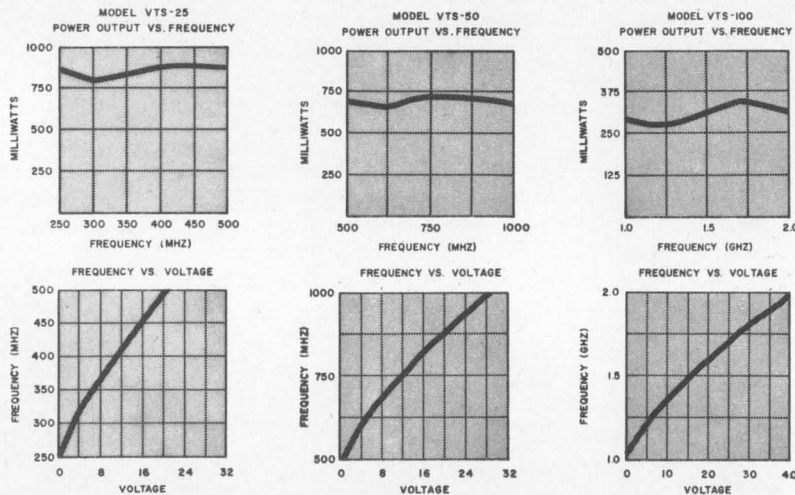 MODEL VTS-25
POWER OUTPUT VS. FREQUENCY
1000
750
500
250
MILLIWATTS
250 300 350 400 450 500
FREQUENCY (MHZ)
MODEL VTS-50
POWER OUTPUT VS. FREQUENCY
1000
750
500
250
MILLIWATTS
500 750 1000
FREQUENCY (MHZ)
MODEL VTS-100
POWER OUTPUT VS. FREQUENCY
500
375
250
125
MILLIWATTS
1.0 1.5 2.0
FREQUENCY (GHZ)
FREQUENCY VS. VOLTAGE
500
450
400
350
300
250
FREQUENCY (MHZ)
0 8 16 24 32
VOLTAGE
FREQUENCY VS. VOLTAGE
1000
750
500
FREQUENCY (MHZ)
0 8 16 24 32
VOLTAGE
FREQUENCY VS. VOLTAGE
2.0
1.5
1.0
FREQUENCY (GHZ)
0 10 20 30 40
VOLTAGE